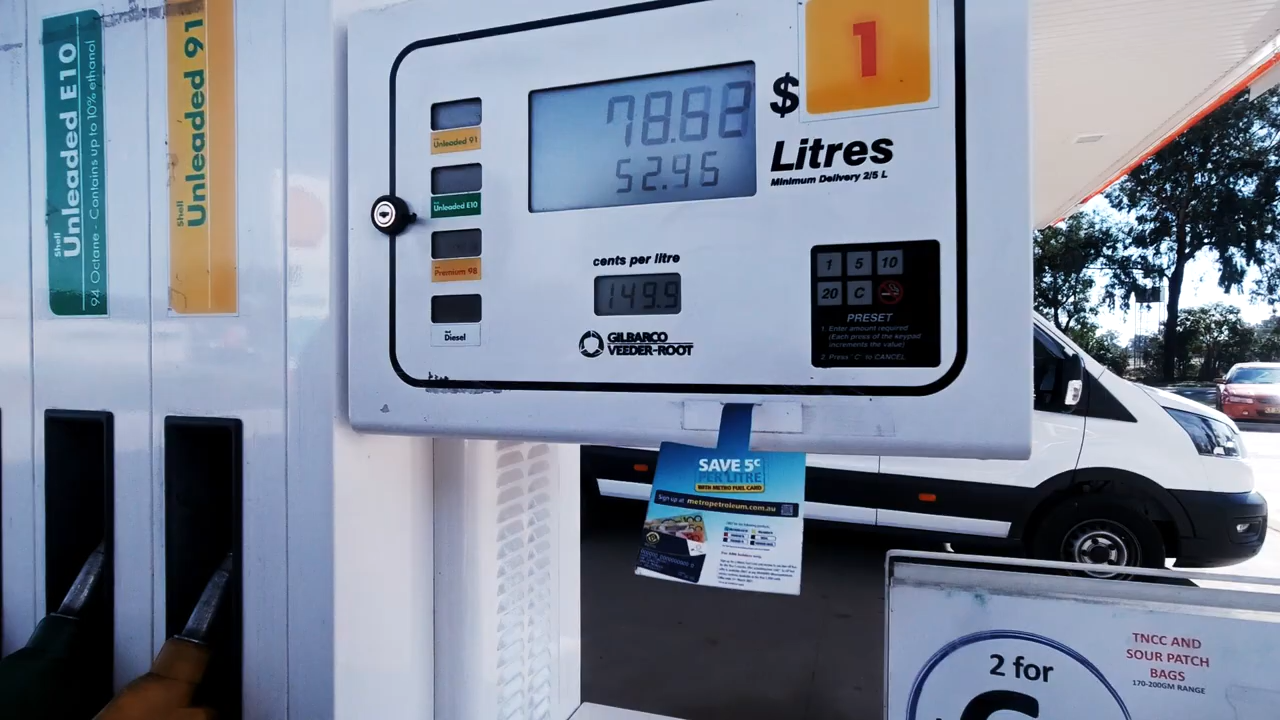 Shell
Unleaded E10
94 Octane - Contains up to 10% ethanol
Shell
Unleaded 91
78.62
$
1
52.45
Litres
Minimum Delivery 2/5 L
Unleaded 91
Unleaded E10
Premium 98
Diesel
cents per litre
149.9
GILBARCO
VEEDER-ROOT
1 5 10
20 C
PRESET
1. Enter amount required
(Each press of the keypad
increments the value)
2. Press "C" to CANCEL
SAVE 5c
PER LITRE
WITH METRO FUEL CARD
Sign up at metropetroleum.com.au
2 for
TNCC AND
SOUR PATCH
BAGS
170-200GM RANGE